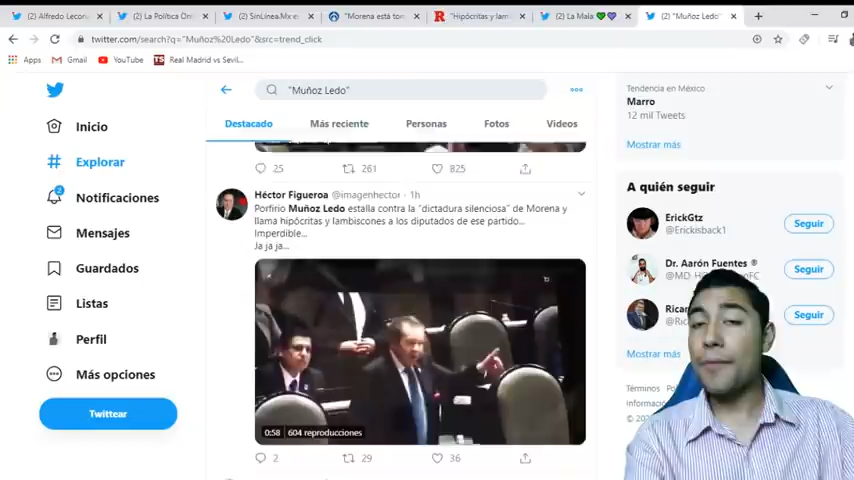 (2) Alfredo Lecon
(2) La Política Onl
(2) SinLínea.Mx e
"Morena está tom
"Hipócritas y lam
(2) La Maía
(2) "Muñoz Ledo"
twitter.com/search?q="Muñoz%20Ledo"&src=trend_click
Apps
Gmail
YouTube
Real Madrid vs Sevil...
"Muñoz Ledo"
Destacado
Más reciente
Personas
Fotos
Videos
Inicio
Explorar
2
Notificaciones
Mensajes
Guardados
Listas
Perfil
Más opciones
Twittear
25
261
825
Héctor Figueroa @imagenhector · 1h
Porfirio Muñoz Ledo estalla contra la "dictadura silenciosa" de Morena y
llama hipócritas y lambiscones a los diputados de ese partido...
Imperdible...
Ja ja ja...
0:58
604 reproducciones
2
29
36
Tendencia en México
Marro
12 mil Tweets
Mostrar más
A quién seguir
ErickGtz
@Erickisback1
Seguir
Dr. Aarón Fuentes ®
Seguir
Seguir
Mostrar más
Términos